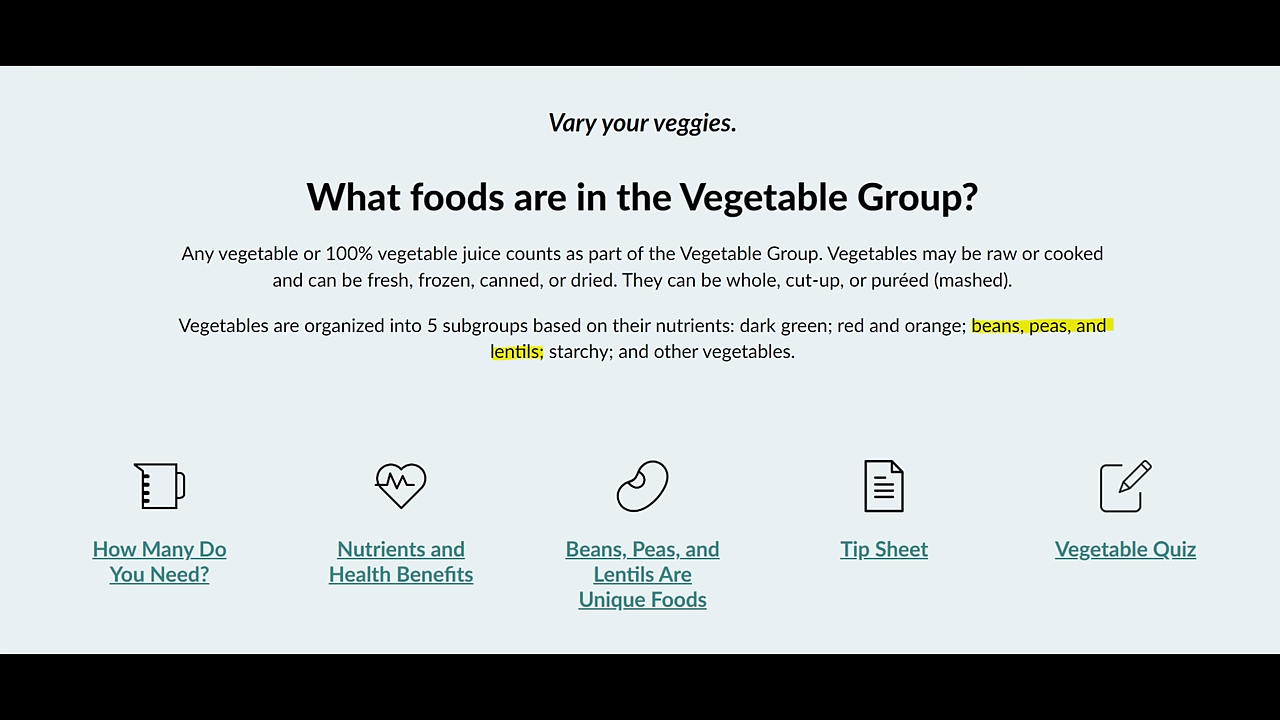 Vary your veggies.
What foods are in the Vegetable Group?
Any vegetable or 100% vegetable juice counts as part of the Vegetable Group. Vegetables may be raw or cooked
and can be fresh, frozen, canned, or dried. They can be whole, cut-up, or puréed (mashed).
Vegetables are organized into 5 subgroups based on their nutrients: dark green; red and orange; beans, peas, and
lentils; starchy; and other vegetables.
How Many Do
You Need?
Nutrients and
Health Benefits
Beans, Peas, and
Lentils Are
Unique Foods
Tip Sheet
Vegetable Quiz